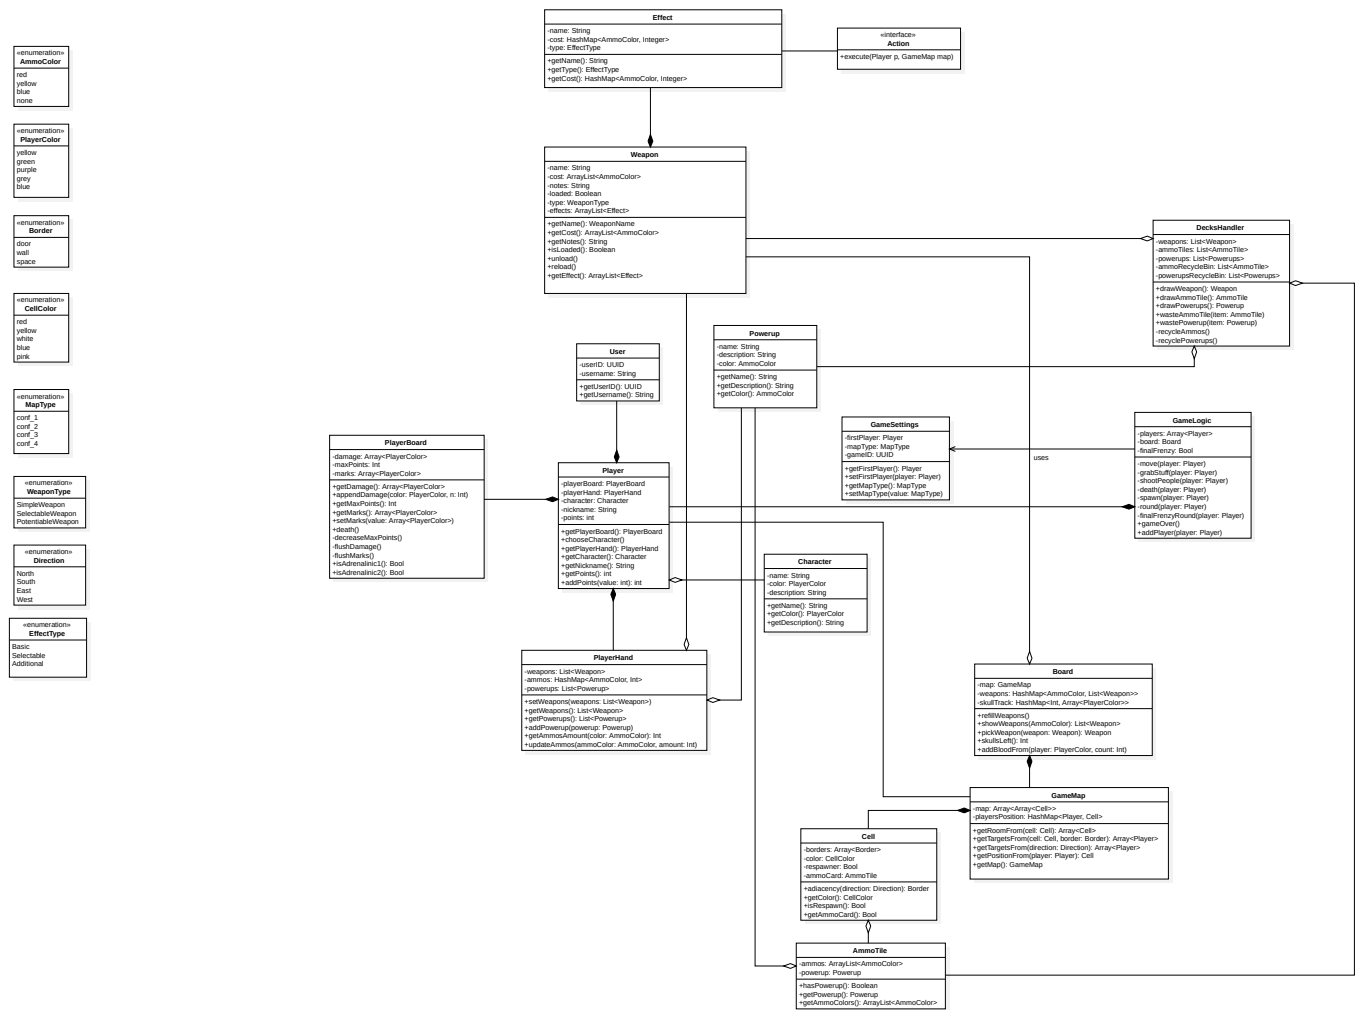 «enumeration»
AmmoColor
red
yellow
blue
none
«enumeration»
PlayerColor
yellow
green
purple
grey
blue
«enumeration»
Border
door
wall
space
«enumeration»
CellColor
red
yellow
white
blue
pink
«enumeration»
MapType
conf_1
conf_2
conf_3
conf_4
«enumeration»
WeaponType
SimpleWeapon
SelectableWeapon
PotentiableWeapon
«enumeration»
Direction
North
South
East
West
«enumeration»
EffectType
Basic
Selectable
Additional
Effect
-name: String
-cost: HashMap<AmmoColor, Integer>
-type: EffectType
+getName(): String
+getType(): EffectType
+getCost(): HashMap<AmmoColor, Integer>
«interface»
Action
+execute(Player p, GameMap map)
Weapon
-name: String
-cost: ArrayList<AmmoColor>
-notes: String
-loaded: Boolean
-type: WeaponType
-effects: ArrayList<Effect>
+getName(): WeaponName
+getCost(): ArrayList<AmmoColor>
+getNotes(): String
+isLoaded(): Boolean
+unload()
+reload()
+getEffect(): ArrayList<Effect>
DecksHandler
-weapons: List<Weapon>
-ammoTiles: List<AmmoTile>
-powerups: List<Powerups>
-ammoRecycleBin: List<AmmoTile>
-powerupsRecycleBin: List<Powerups>
+drawWeapon(): Weapon
+drawAmmoTile(): AmmoTile
+drawPowerups(): Powerup
+wasteAmmoTile(item: AmmoTile)
+wastePowerup(item: Powerup)
-recycleAmmos()
-recyclePowerups()
Powerup
-name: String
-description: String
-color: AmmoColor
+getName(): String
+getDescription(): String
+getColor(): AmmoColor
User
-userID: UUID
-username: String
+getUserID(): UUID
+getUsername(): String
GameSettings
-firstPlayer: Player
-mapType: MapType
-gameID: UUID
+getFirstPlayer(): Player
+setFirstPlayer(player: Player)
+getMapType(): MapType
+setMapType(value: MapType)
uses
GameLogic
-players: Array<Player>
-board: Board
-finalFrenzy: Bool
-move(player: Player)
-grabStuff(player: Player)
-shootPeople(player: Player)
-death(player: Player)
-spawn(player: Player)
-round(player: Player)
-finalFrenzyRound(player: Player)
+gameOver()
+addPlayer(player: Player)
PlayerBoard
-damage: Array<PlayerColor>
-maxPoints: Int
-marks: Array<PlayerColor>
+getDamage(): Array<PlayerColor>
+appendDamage(color: PlayerColor, n: Int)
+getMaxPoints(): Int
+getMarks(): Array<PlayerColor>
+setMarks(value: Array<PlayerColor>)
+death()
-decreaseMaxPoints()
-flushDamage()
-flushMarks()
+isAdrenalinic1(): Bool
+isAdrenalinic2(): Bool
Player
-playerBoard: PlayerBoard
-playerHand: PlayerHand
-character: Character
-nickname: String
-points: int
+getPlayerBoard(): PlayerBoard
+chooseCharacter()
+getPlayerHand(): PlayerHand
+getCharacter(): Character
+getNickname(): String
+getPoints(): int
+addPoints(value: int): int
Character
-name: String
-color: PlayerColor
-description: String
+getName(): String
+getColor(): PlayerColor
+getDescription(): String
PlayerHand
-weapons: List<Weapon>
-ammos: HashMap<AmmoColor, Int>
-powerups: List<Powerup>
+setWeapons(weapons: List<Weapon>)
+getWeapons(): List<Weapon>
+getPowerups(): List<Powerup>
+addPowerup(powerup: Powerup)
+getAmmosAmount(color: AmmoColor): Int
+updateAmmos(ammoColor: AmmoColor, amount: Int)
Board
-map: GameMap
-weapons: HashMap<AmmoColor, List<Weapon>>
-skullTrack: HashMap<Int, Array<PlayerColor>>
+refillWeapons()
+showWeapons(AmmoColor): List<Weapon>
+pickWeapon(weapon: Weapon): Weapon
+skullsLeft(): Int
+addBloodFrom(player: PlayerColor, count: Int)
GameMap
-map: Array<Array<Cell>>
-playersPosition: HashMap<Player, Cell>
+getRoomFrom(cell: Cell): Array<Cell>
+getTargetsFrom(cell: Cell, border: Border): Array<Player>
+getTargetsFrom(direction: Direction): Array<Player>
+getPositionFrom(player: Player): Cell
+getMap(): GameMap
Cell
-borders: Array<Border>
-color: CellColor
-respawner: Bool
-ammoCard: AmmoTile
+adiacency(direction: Direction): Border
+getColor(): CellColor
+isRespawn(): Bool
+getAmmoCard(): Bool
AmmoTile
-ammos: ArrayList<AmmoColor>
-powerup: Powerup
+hasPowerup(): Boolean
+getPowerup(): Powerup
+getAmmoColors(): ArrayList<AmmoColor>